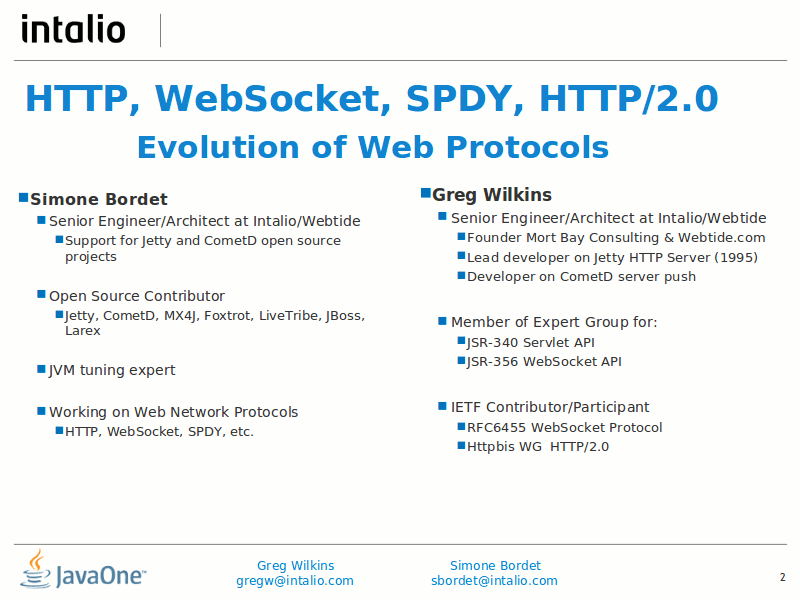 intalio
HTTP, WebSocket, SPDY, HTTP/2.0
Evolution of Web Protocols
Simone Bordet
Senior Engineer/Architect at Intalio/Webtide
Support for Jetty and CometD open source
projects
Open Source Contributor
Jetty, CometD, MX4J, Foxtrot, LiveTribe, JBoss,
Larex
JVM tuning expert
Working on Web Network Protocols
HTTP, WebSocket, SPDY, etc.
Greg Wilkins
Senior Engineer/Architect at Intalio/Webtide
Founder Mort Bay Consulting & Webtide.com
Lead developer on Jetty HTTP Server (1995)
Developer on CometD server push
Member of Expert Group for:
JSR-340 Servlet API
JSR-356 WebSocket API
IETF Contributor/Participant
RFC6455 WebSocket Protocol
Httpbis WG  HTTP/2.0
JavaOne™
Greg Wilkins
gregw@intalio.com
Simone Bordet
sbordet@intalio.com
2